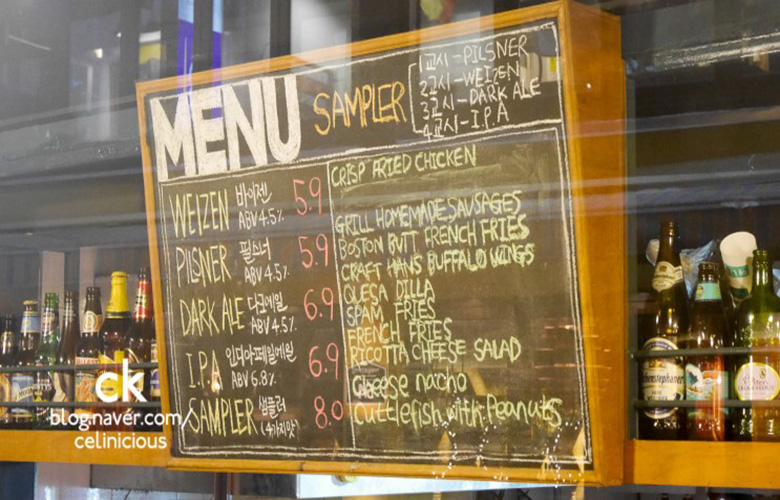 MENU
SAMPLER
1교시-PILSNER
2교시-WEIZEN
3교시-DARK ALE
4교시-I.P.A
WEIZEN 바이젠 5.9
ABV 4.5%
PILSNER 필스너 5.9
ABV 4.5%
DARK ALE 다크에일 6.9
ABV 4.5%
I.P.A 인디아페일에일 6.9
ABV 6.8%
SAMPLER 샘플러 8.0
(4가지맛)
CRISP FRIED CHICKEN
GRILL HOMEMADE SAUSAGES
BOSTON BUTT FRENCH FRIES
CRAFT HANS BUFFALO WINGS
QUESA DILLA
SPAM FRIES
FRENCH FRIES
RICOTTA CHEESE SALAD
Cheese nacho
Cuttlefish with Peanuts
ck
blog.naver.com/
celinicious